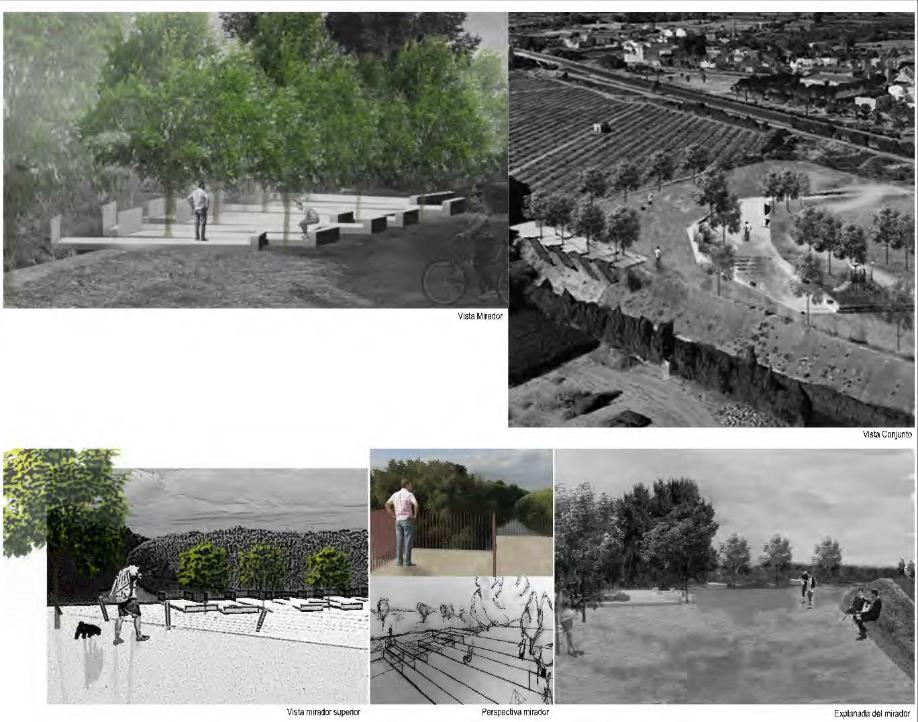 Vista Mirador
Vista Conjunto
Vista mirador superior
Perspectiva mirador
Explanada del mirador